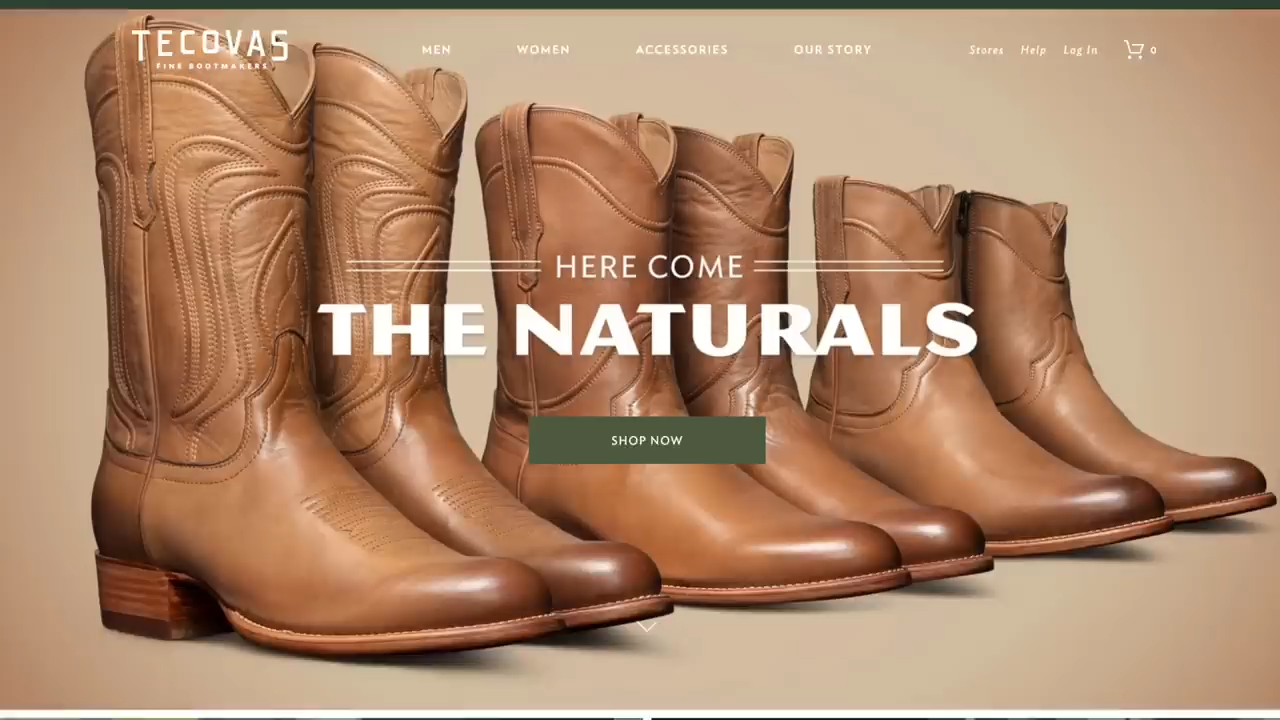 TECOVAS
FINE BOOTMAKERS
MEN WOMEN ACCESSORIES OUR STORY Stores Help Log In 0
HERE COME
THE NATURALS
SHOP NOW